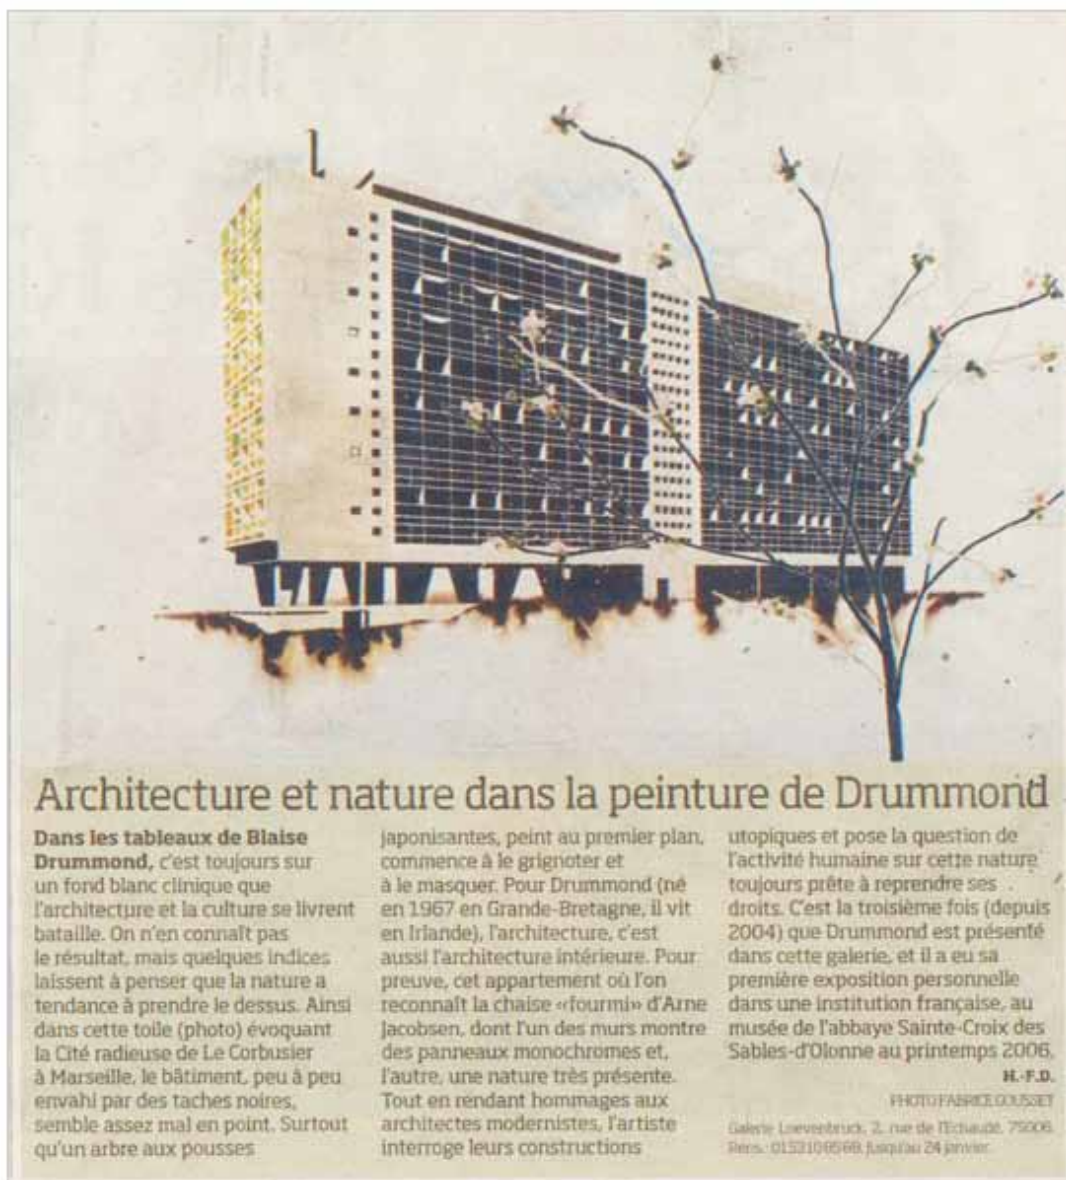 Architecture et nature dans la peinture de Drummond
Dans les tableaux de Blaise
Drummond, c'est toujours sur
un fond blanc clinique que
l'architecture et la culture se livrent
bataille. On n'en connaît pas
le résultat, mais quelques indices
laissent à penser que la nature a
tendance à prendre le dessus. Ainsi
dans cette toile (photo) évoquant
la Cité radieuse de Le Corbusier
à Marseille, le bâtiment, peu à peu
envahi par des taches noires,
semble assez mal en point. Surtout
qu'un arbre aux pousses
japonisantes, peint au premier plan,
commence à le grignoter et
à le masquer. Pour Drummond (né
en 1967 en Grande-Bretagne, il vit
en Irlande), l'architecture, c'est
aussi l'architecture intérieure. Pour
preuve, cet appartement où l'on
reconnaît la chaise «fourmi» d'Arne
Jacobsen, dont l'un des murs montre
des panneaux monochromes et,
l'autre, une nature très présente.
Tout en rendant hommages aux
architectes modernistes, l'artiste
interroge leurs constructions
utopiques et pose la question de
l'activité humaine sur cette nature
toujours prête à reprendre ses
droits. C'est la troisième fois (depuis
2004) que Drummond est présenté
dans cette galerie, et il a eu sa
première exposition personnelle
dans une institution française, au
musée de l'abbaye Sainte-Croix des
Sables-d'Olonne au printemps 2006.
H.-F.D.
PHOTO FABRICE GOUSSET
Galerie Loevenbruck, 2, rue de l'Echaudé, 75006.
Rens.: 0153108568. Jusqu'au 24 janvier.